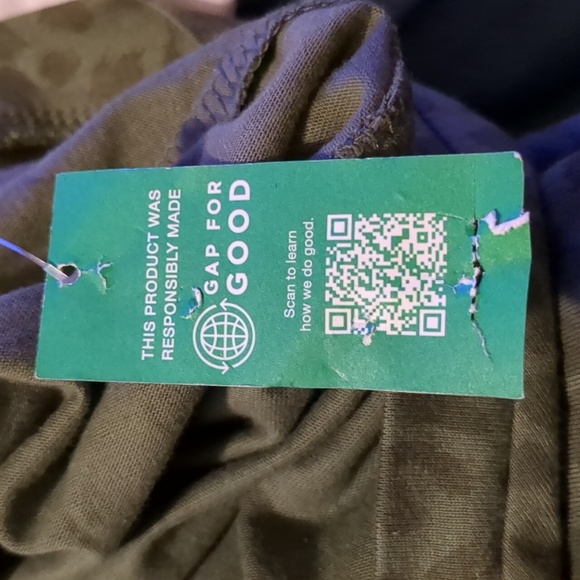 THIS PRODUCT WAS
RESPONSIBLY MADE
GAP FOR
GOOD
Scan to learn
how we do good.